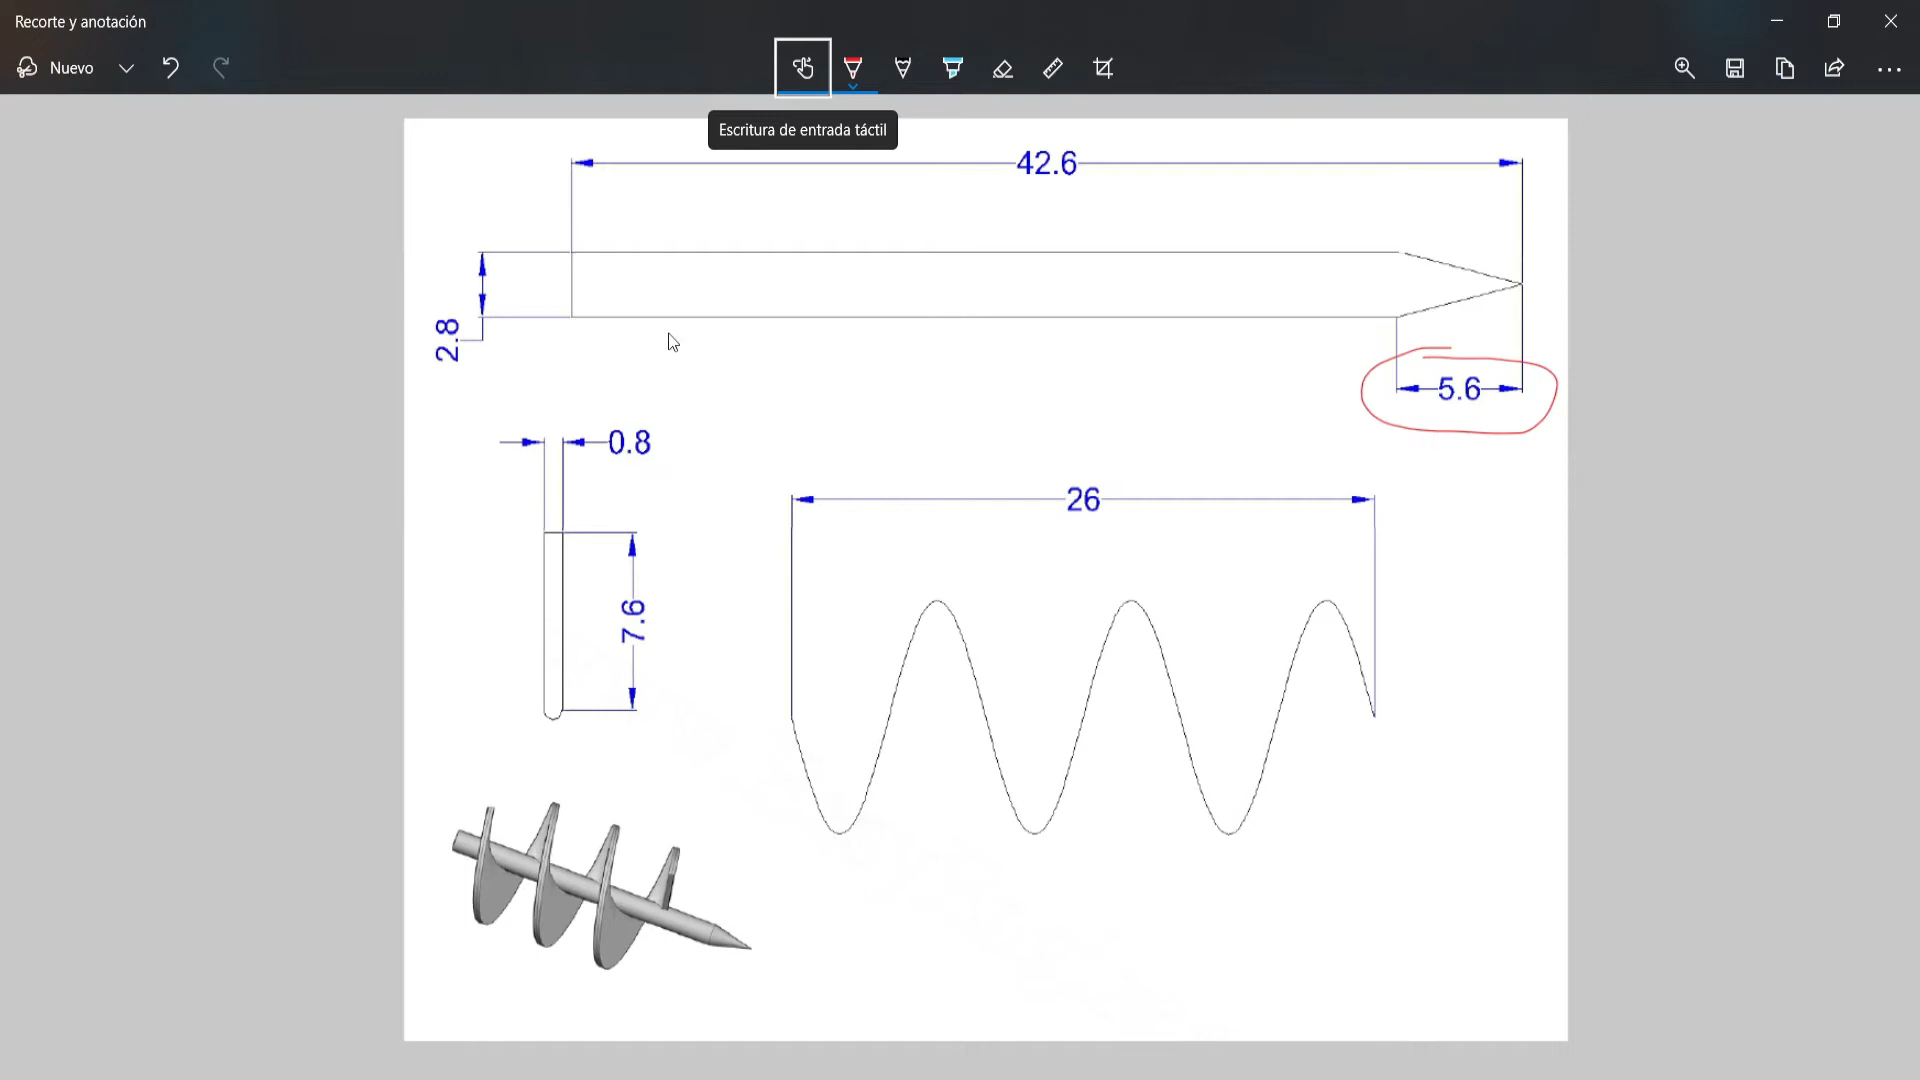 Recorte y anotación
Nuevo
Escritura de entrada táctil
42.6
2.8
5.6
0.8
26
7.6